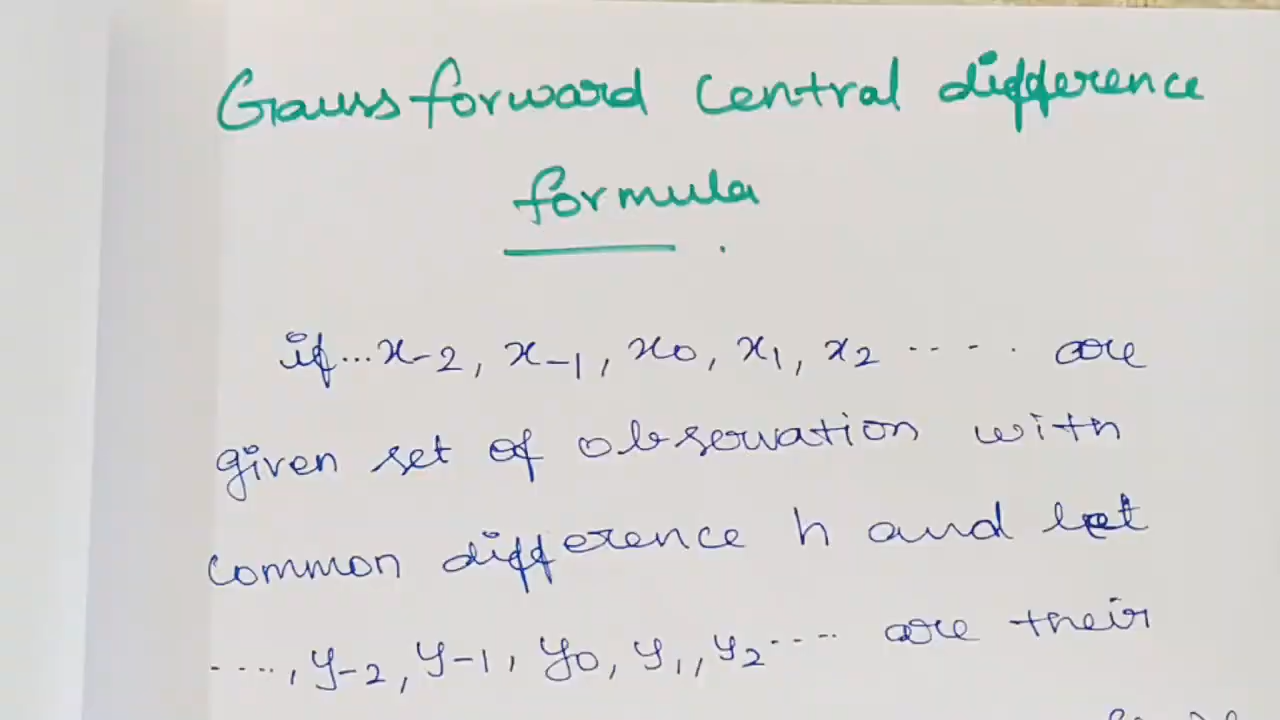 Gauss forward central difference
formula
if...x-2, x-1, x0, x1, x2 ..... are
given set of observation with
common difference h and let
...., y-2, y-1, y0, y1, y2 .... are their